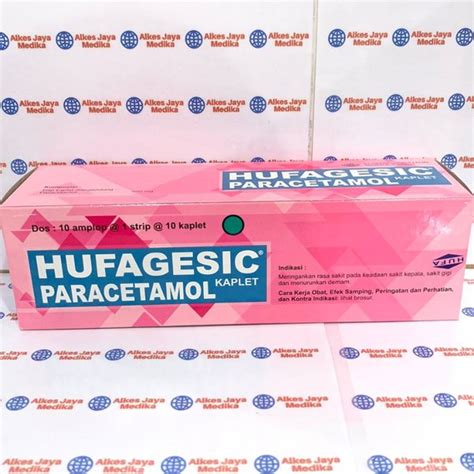 Alkes Jaya
Medika
HUFAGESIC
PARACETAMOL KAPLET
Dos : 10 amplop @ 1 strip @ 10 kaplet
HUFAGESIC®
PARACETAMOL KAPLET
Indikasi :
Meringankan rasa sakit pada keadaan sakit kepala, sakit gigi
dan menurunkan demam.
Cara Kerja Obat, Efek Samping, Peringatan dan Perhatian,
dan Kontra Indikasi: lihat brosur.
HUFA